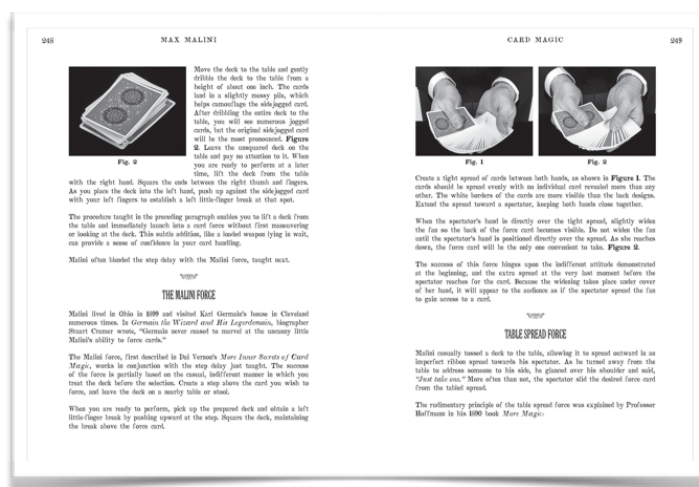 248
MAX MALINI
Move the deck to the table and gently
dribble the deck to the table from a
height of about one inch. The cards
land in a slightly messy pile, which
helps camouflage the sidejogged card.
After dribbling the entire deck to the
table, you will see numerous jogged
cards, but the original sidejogged card
will be the most pronounced. Figure
2. Leave the unsquared deck on the
table and pay no attention to it. When
you are ready to perform at a later
time, lift the deck from the table
Fig. 2
with the right hand. Square the ends between the right thumb and fingers.
As you place the deck into the left hand, push up against the sidejogged card
with your left fingers to establish a left little-finger break at that spot.
The procedure taught in the preceding paragraph enables you to lift a deck from
the table and immediately launch into a card force without first maneuvering
or looking at the deck. This subtle addition, like a loaded weapon lying in wait,
can provide a sense of confidence in your card handling.
Malini often blended the step delay with the Malini force, taught next.
THE MALINI FORCE
Malini lived in Ohio in 1899 and visited Karl Germain's house in Cleveland
numerous times. In Germain the Wizard and His Legerdemain, biographer
Stuart Cramer wrote, "Germain never ceased to marvel at the uncanny little
Malini's ability to force cards."
The Malini force, first described in Dai Vernon's More Inner Secrets of Card
Magic, works in conjunction with the step delay just taught. The success
of the force is partially based on the casual, indifferent manner in which you
treat the deck before the selection. Create a step above the card you wish to
force, and leave the deck on a nearby table or stool.
When you are ready to perform, pick up the prepared deck and obtain a left
little-finger break by pushing upward at the step. Square the deck, maintaining
the break above the force card.
CARD MAGIC
249
Fig. 1
Fig. 2
Create a tight spread of cards between both hands, as shown in Figure 1. The
cards should be spread evenly with no individual card revealed more than any
other. The white borders of the cards are more visible than the back designs.
Extend the spread toward a spectator, keeping both hands close together.
When the spectator's hand is directly over the tight spread, slightly widen
the fan so the back of the force card becomes visible. Do not widen the fan
until the spectator's hand is positioned directly over the spread. As she reaches
down, the force card will be the only one convenient to take. Figure 2.
The success of this force hinges upon the indifferent attitude demonstrated
at the beginning, and the extra spread at the very last moment before the
spectator reaches for the card. Because the widening takes place under cover
of her hand, it will appear to the audience as if the spectator spread the fan
to gain access to a card.
TABLE SPREAD FORCE
Malini casually tossed a deck to the table, allowing it to spread outward in an
imperfect ribbon spread towards his spectator. As he turned away from the
table to address someone to his side, he glanced over his shoulder and said,
"Just take one." More often than not, the spectator slid the desired force card
from the tabled spread.
The rudimentary principle of the table spread force was explained by Professor
Hoffmann in his 1890 book More Magic: